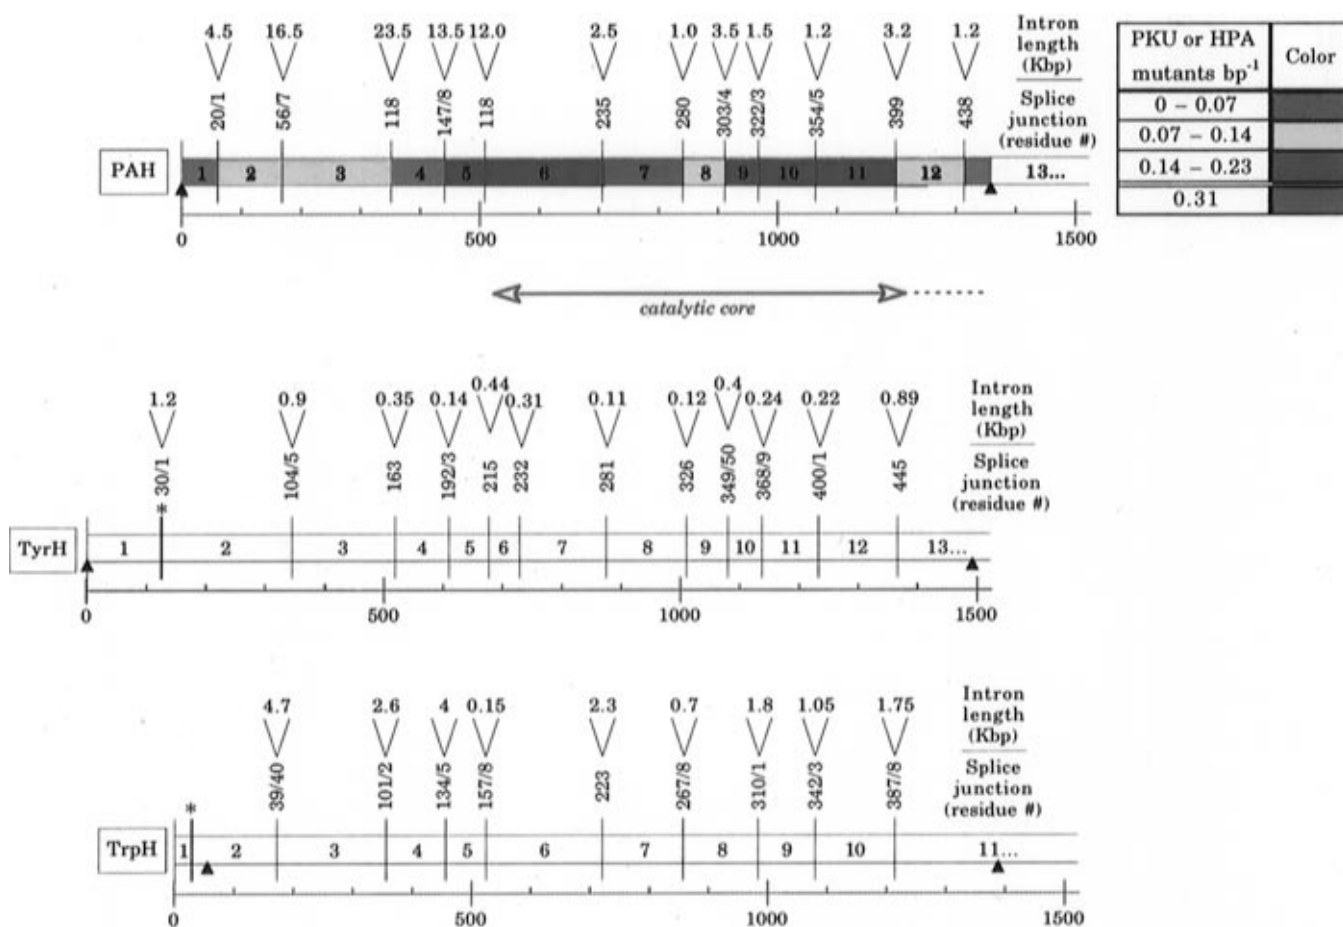 4.5 16.5 23.5 13.5 12.0 2.5 1.0 3.5 1.5 1.2 3.2 1.2
Intron
length
(Kbp)
Splice
junction
(residue #)
20/1 56/7 118 147/8 118 235 280 303/4 322/3 354/5 399 438
PKU or HPA
mutants bp-1
Color
0 – 0.07
0.07 – 0.14
0.14 – 0.23
0.31
PAH 1 2 3 4 5 6 7 8 9 10 11 12 13...
0 500 1000 1500
catalytic core
1.2 0.9 0.35 0.14 0.44 0.31 0.11 0.12 0.4 0.24 0.22 0.89
Intron
length
(Kbp)
Splice
junction
(residue #)
30/1 104/5 163 192/3 215 232 281 326 349/50 368/9 400/1 445
*
TyrH 1 2 3 4 5 6 7 8 9 10 11 12 13...
0 500 1000 1500
4.7 2.6 4 0.15 2.3 0.7 1.8 1.05 1.75
Intron
length
(Kbp)
Splice
junction
(residue #)
39/40 101/2 134/5 157/8 223 267/8 310/1 342/3 387/8
*
TrpH 1 2 3 4 5 6 7 8 9 10 11...
0 500 1000 1500